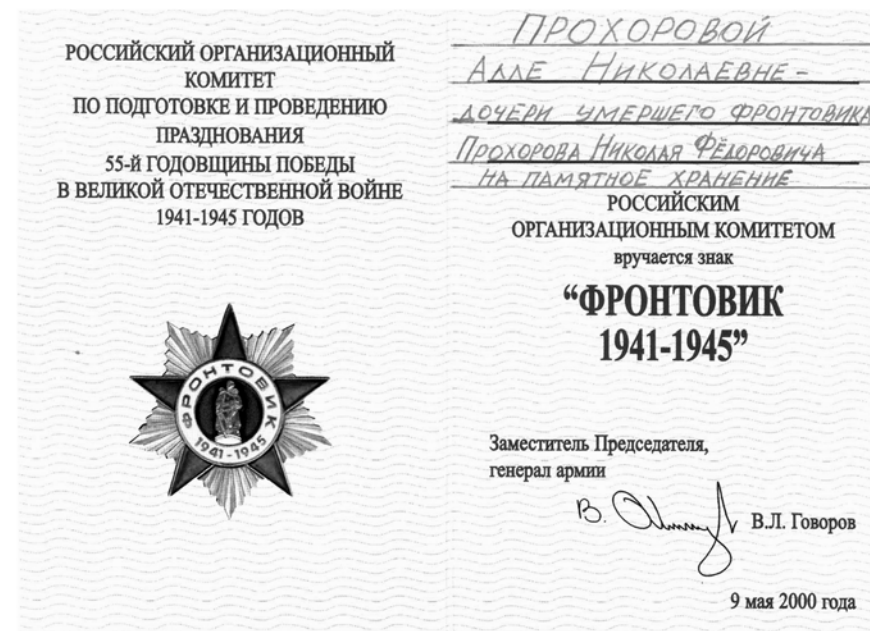 РОССИЙСКИЙ ОРГАНИЗАЦИОННЫЙ
КОМИТЕТ
ПО ПОДГОТОВКЕ И ПРОВЕДЕНИЮ
ПРАЗДНОВАНИЯ
55-й ГОДОВЩИНЫ ПОБЕДЫ
В ВЕЛИКОЙ ОТЕЧЕСТВЕННОЙ ВОЙНЕ
1941-1945 ГОДОВ
ФРОНТОВИК
1941-1945
ПРОХОРОВОЙ
АЛЛЕ НИКОЛАЕВНЕ -
ДОЧЕРИ УМЕРШЕГО ФРОНТОВИКА
ПРОХОРОВА НИКОЛАЯ ФЁДОРОВИЧА
НА ПАМЯТНОЕ ХРАНЕНИЕ
РОССИЙСКИМ
ОРГАНИЗАЦИОННЫМ КОМИТЕТОМ
вручается знак
“ФРОНТОВИК
1941-1945”
Заместитель Председателя,
генерал армии
В.Л. Говоров
9 мая 2000 года